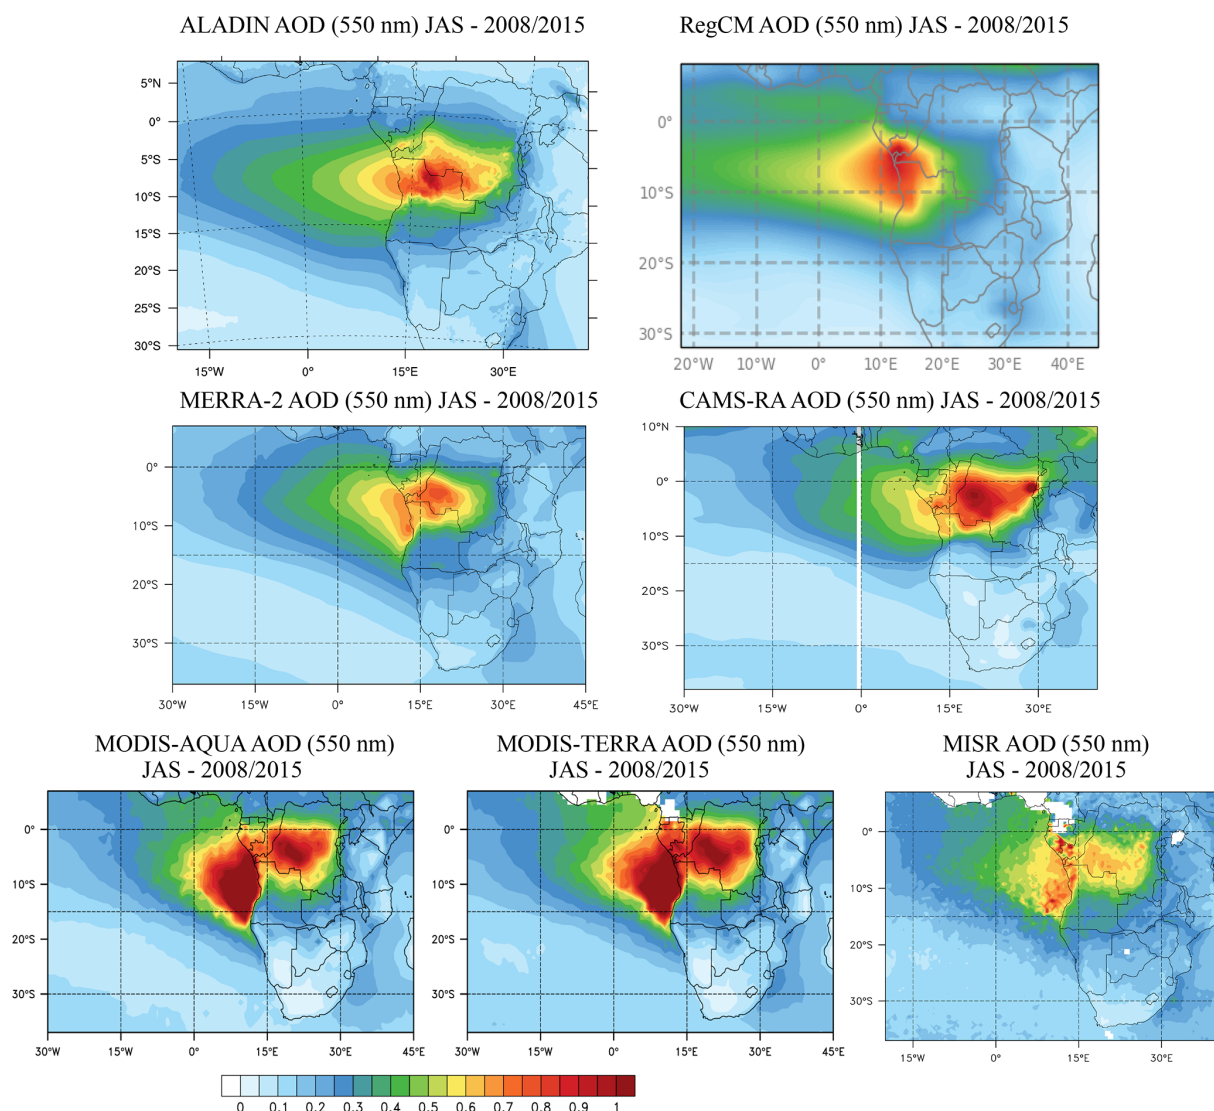 ALADIN AOD (550 nm) JAS - 2008/2015
RegCM AOD (550 nm) JAS - 2008/2015
5°N
0°
5°S
10°S
15°S
20°S
25°S
30°S
15°W 0° 15°E 30°E
0°
10°S
20°S
30°S
20°W 10°W 0° 10°E 20°E 30°E 40°E
MERRA-2 AOD (550 nm) JAS - 2008/2015
CAMS-RA AOD (550 nm) JAS - 2008/2015
0°
10°S
20°S
30°S
30°W 15°W 0° 15°E 30°E 45°E
10°N
0°
10°S
20°S
30°S
30°W 15°W 0° 15°E 30°E
MODIS-AQUA AOD (550 nm)
JAS - 2008/2015
MODIS-TERRA AOD (550 nm)
JAS - 2008/2015
MISR AOD (550 nm)
JAS - 2008/2015
0°
10°S
20°S
30°S
30°W 15°W 0° 15°E 30°E 45°E
0°
10°S
20°S
30°S
30°W 15°W 0° 15°E 30°E 45°E
0°
10°S
20°S
30°S
15°W 0° 15°E 30°E
0 0.1 0.2 0.3 0.4 0.5 0.6 0.7 0.8 0.9 1